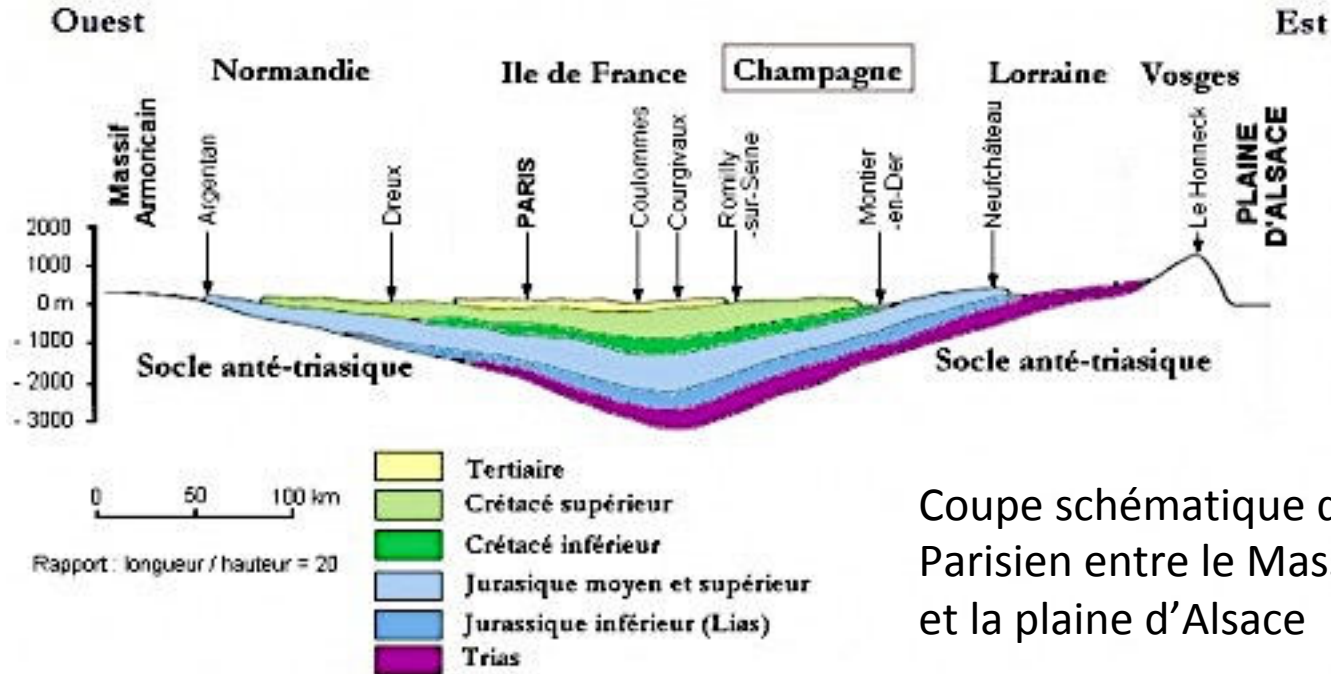 Ouest
Est
Normandie
Ile de France
Champagne
Lorraine
Vosges
Massif
Armoricain
Argentan
Dreux
PARIS
Coulommes
Courgivaux
Romilly
-sur-Seine
Montier
-en-Der
Neufchâteau
Le Honneck
PLAINE
D'ALSACE
2000
1000
0 m
- 1000
- 2000
- 3000
Socle anté-triasique
Socle anté-triasique
0 50 100 km
Rapport : longueur / hauteur = 20
Tertiaire
Crétacé supérieur
Crétacé inférieur
Jurasique moyen et supérieur
Jurassique inférieur (Lias)
Trias
Coupe schématique
Parisien entre le Mas
et la plaine d'Alsace